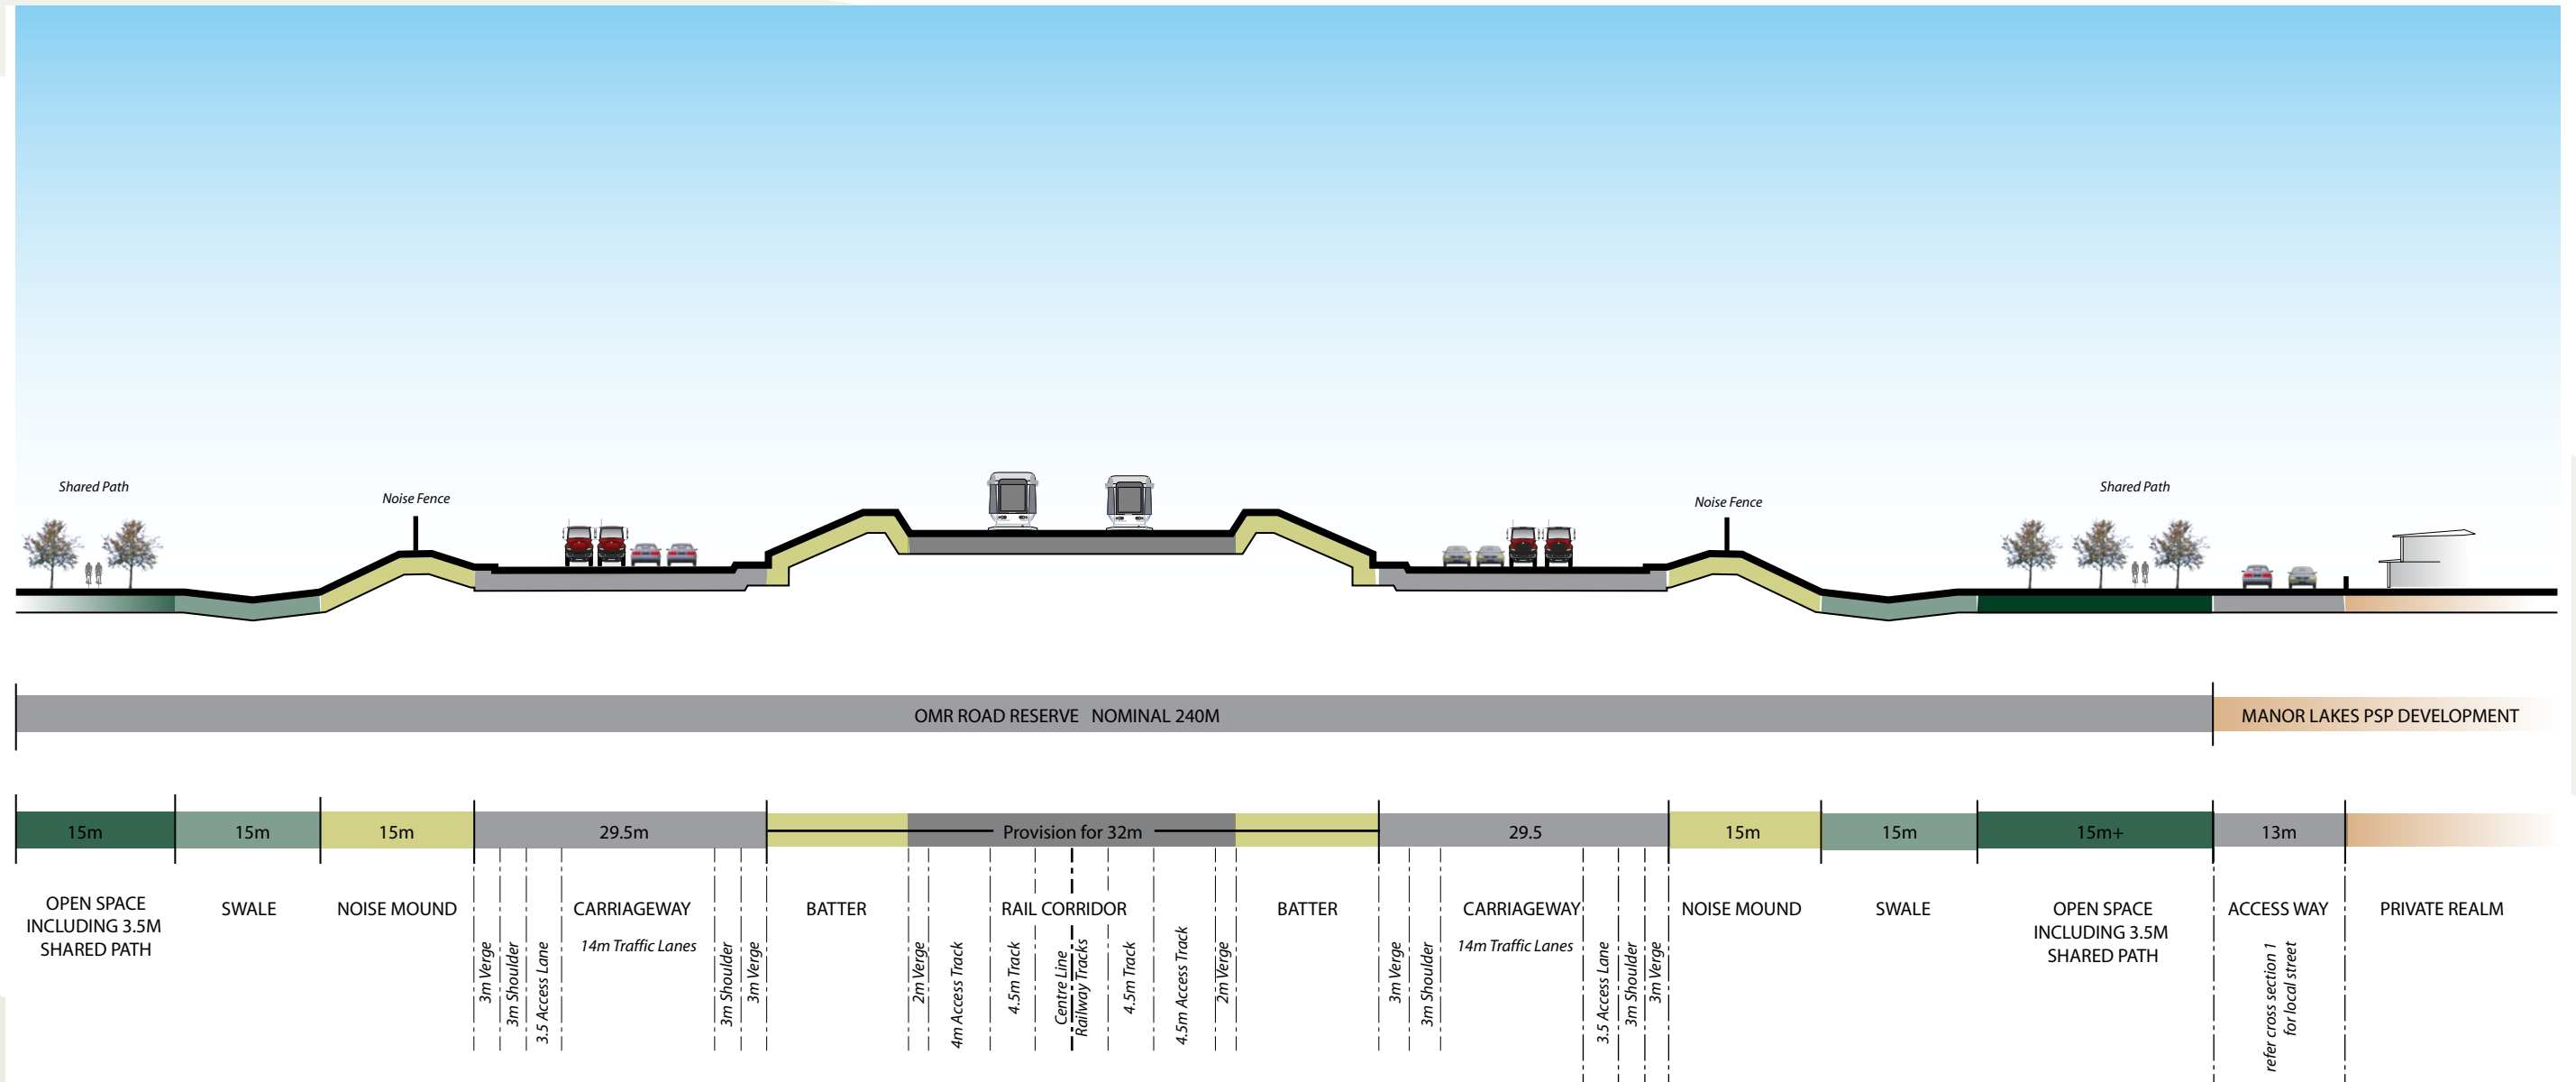 Shared Path
Noise Fence
Noise Fence
Shared Path
OMR ROAD RESERVE NOMINAL 240M
MANOR LAKES PSP DEVELOPMENT
15m
15m
15m
29.5m
Provision for 32m
29.5
15m
15m
15m+
13m
OPEN SPACE
INCLUDING 3.5M
SHARED PATH
SWALE
NOISE MOUND
CARRIAGEWAY
14m Traffic Lanes
BATTER
RAIL CORRIDOR
BATTER
CARRIAGEWAY
14m Traffic Lanes
NOISE MOUND
SWALE
OPEN SPACE
INCLUDING 3.5M
SHARED PATH
ACCESS WAY
PRIVATE REALM
3m Verge
3m Shoulder
3.5 Access Lane
3m Shoulder
3m Verge
2m Verge
4m Access Track
4.5m Track
Centre Line
Railway Tracks
4.5m Track
4.5m Access Track
2m Verge
3m Verge
3m Shoulder
3.5 Access Lane
3m Shoulder
3m Verge
refer cross section 1
for local street